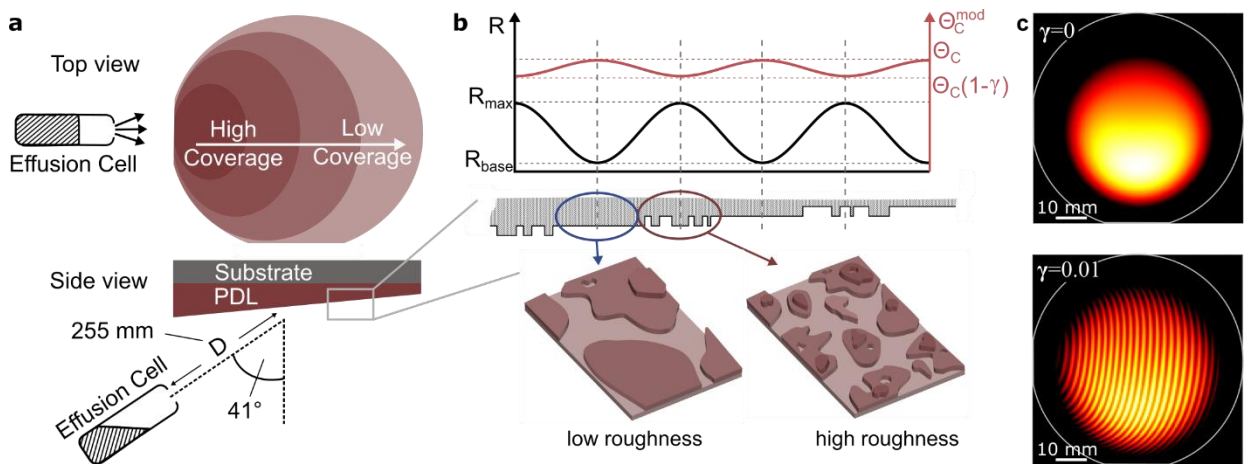 a
Top view
Effusion Cell
High
Coverage
Low
Coverage
Side view
Substrate
PDL
255 mm
D
Effusion Cell
41°
b
R
Θ_C^mod
Θ_C
Θ_C(1-γ)
R_max
R_base
low roughness
high roughness
c
γ=0
10 mm
γ=0.01
10 mm